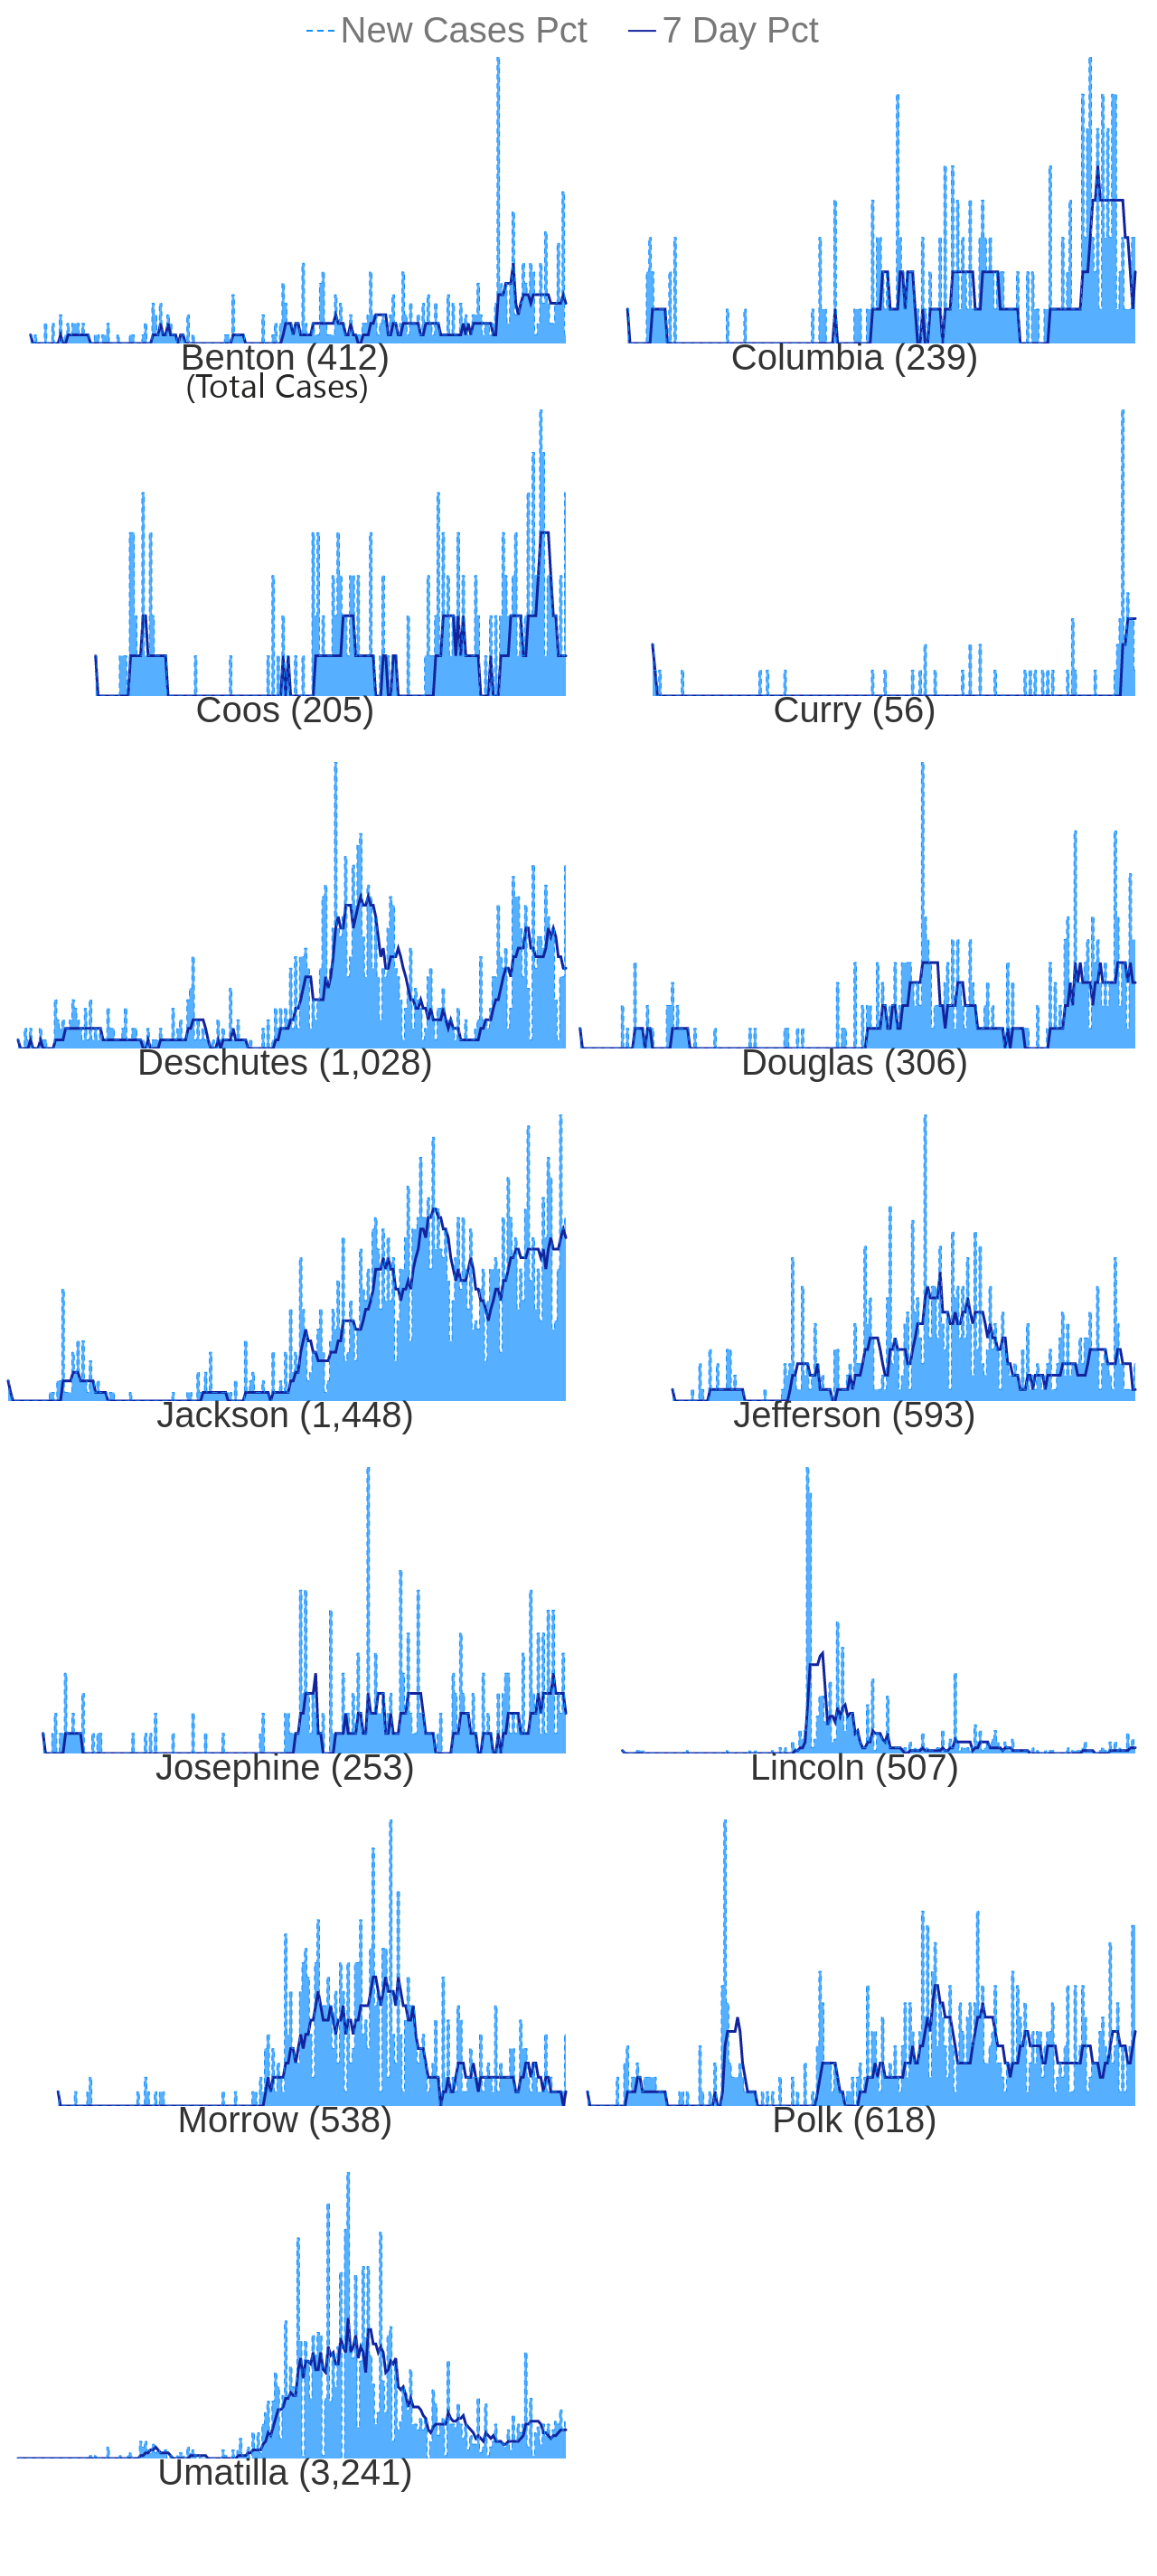 New Cases Pct 7 Day Pct
Benton (412) Columbia (239)
(Total Cases)
Coos (205) Curry (56)
Deschutes (1,028) Douglas (306)
Jackson (1,448) Jefferson (593)
Josephine (253) Lincoln (507)
Morrow (538) Polk (618)
Umatilla (3,241)